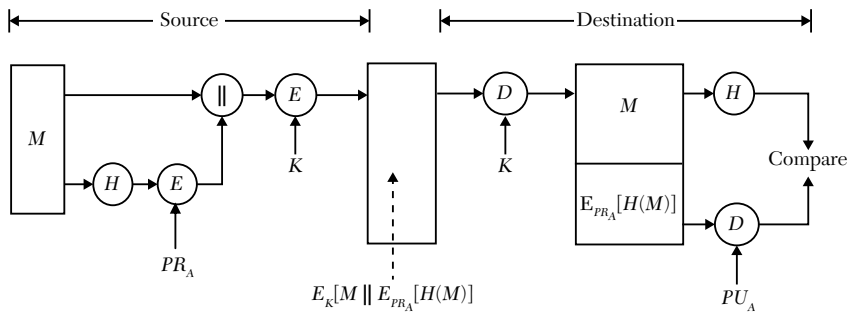 Source
Destination
M
H
E
PR_A
||
E
K
E_K[M || E_{PR_A}[H(M)]
D
K
M
E_{PR_A}[H(M)]
H
D
PU_A
Compare